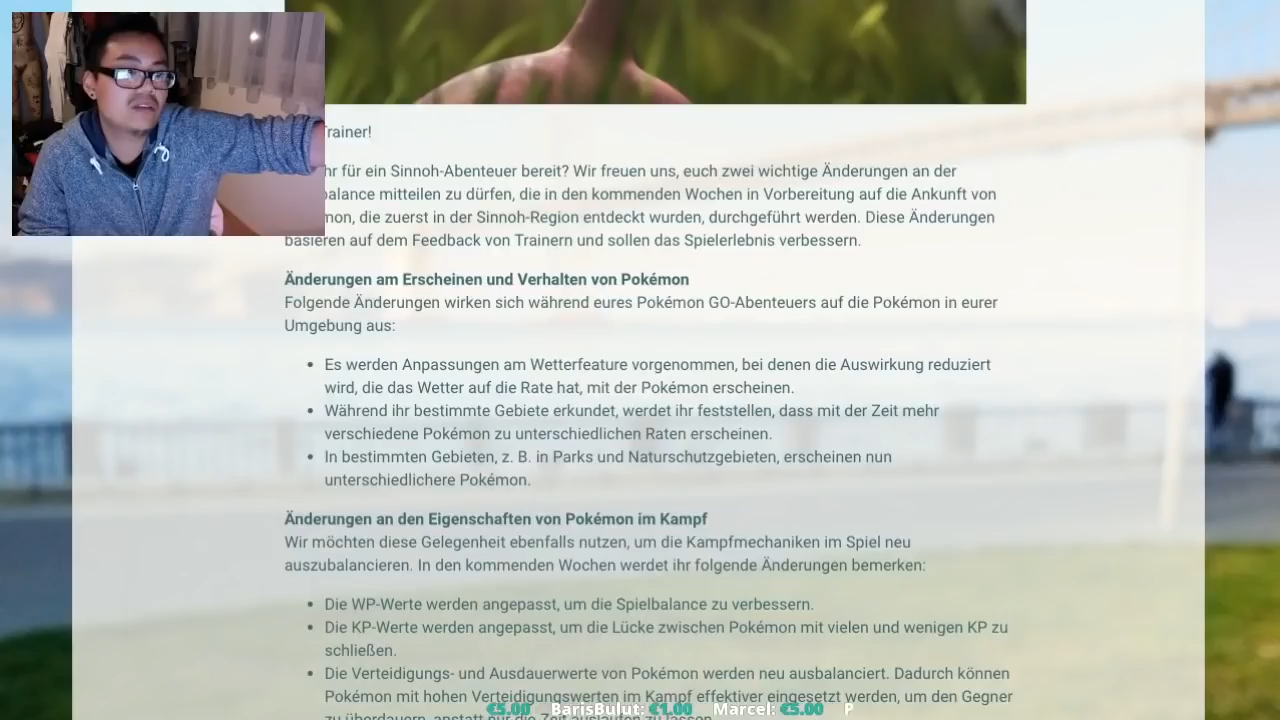 Trainer!
hr für ein Sinnoh-Abenteuer bereit? Wir freuen uns, euch zwei wichtige Änderungen an der
balance mitteilen zu dürfen, die in den kommenden Wochen in Vorbereitung auf die Ankunft von
mon, die zuerst in der Sinnoh-Region entdeckt wurden, durchgeführt werden. Diese Änderungen
basieren auf dem Feedback von Trainern und sollen das Spielerlebnis verbessern.
Änderungen am Erscheinen und Verhalten von Pokémon
Folgende Änderungen wirken sich während eures Pokémon GO-Abenteuers auf die Pokémon in eurer
Umgebung aus:
• Es werden Anpassungen am Wetterfeature vorgenommen, bei denen die Auswirkung reduziert
wird, die das Wetter auf die Rate hat, mit der Pokémon erscheinen.
• Während ihr bestimmte Gebiete erkundet, werdet ihr feststellen, dass mit der Zeit mehr
verschiedene Pokémon zu unterschiedlichen Raten erscheinen.
• In bestimmten Gebieten, z. B. in Parks und Naturschutzgebieten, erscheinen nun
unterschiedlichere Pokémon.
Änderungen an den Eigenschaften von Pokémon im Kampf
Wir möchten diese Gelegenheit ebenfalls nutzen, um die Kampfmechaniken im Spiel neu
auszubalancieren. In den kommenden Wochen werdet ihr folgende Änderungen bemerken:
• Die WP-Werte werden angepasst, um die Spielbalance zu verbessern.
• Die KP-Werte werden angepasst, um die Lücke zwischen Pokémon mit vielen und wenigen KP zu
schließen.
• Die Verteidigungs- und Ausdauerwerte von Pokémon werden neu ausbalanciert. Dadurch können
Pokémon mit hohen Verteidigungswerten im Kampf effektiver eingesetzt werden, um den Gegner
zu überdauern, anstatt nur die Zeit auslaufen zu lassen.
€5.00 BarisBulut: €1.00 Marcel: €5.00 P